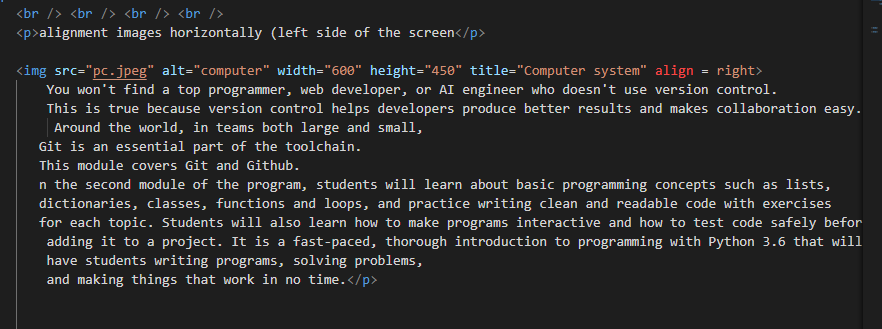 <br /> <br /> <br /> <br />
<p>alignment images horizontally (left side of the screen</p>
<img src="pc.jpeg" alt="computer" width="600" height="450" title="Computer system" align = right>
You won't find a top programmer, web developer, or AI engineer who doesn't use version control.
This is true because version control helps developers produce better results and makes collaboration easy.
Around the world, in teams both large and small,
Git is an essential part of the toolchain.
This module covers Git and Github.
n the second module of the program, students will learn about basic programming concepts such as lists,
dictionaries, classes, functions and loops, and practice writing clean and readable code with exercises
for each topic. Students will also learn how to make programs interactive and how to test code safely befor
adding it to a project. It is a fast-paced, thorough introduction to programming with Python 3.6 that will
have students writing programs, solving problems,
and making things that work in no time.</p>